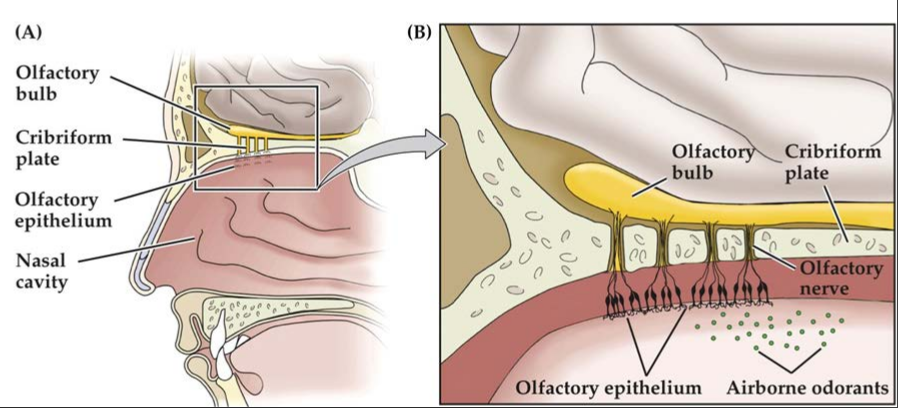 (A)
Olfactory
bulb
Cribriform
plate
Olfactory
epithelium
Nasal
cavity
(B)
Olfactory
bulb
Cribriform
plate
Olfactory
nerve
Olfactory epithelium
Airborne odorants